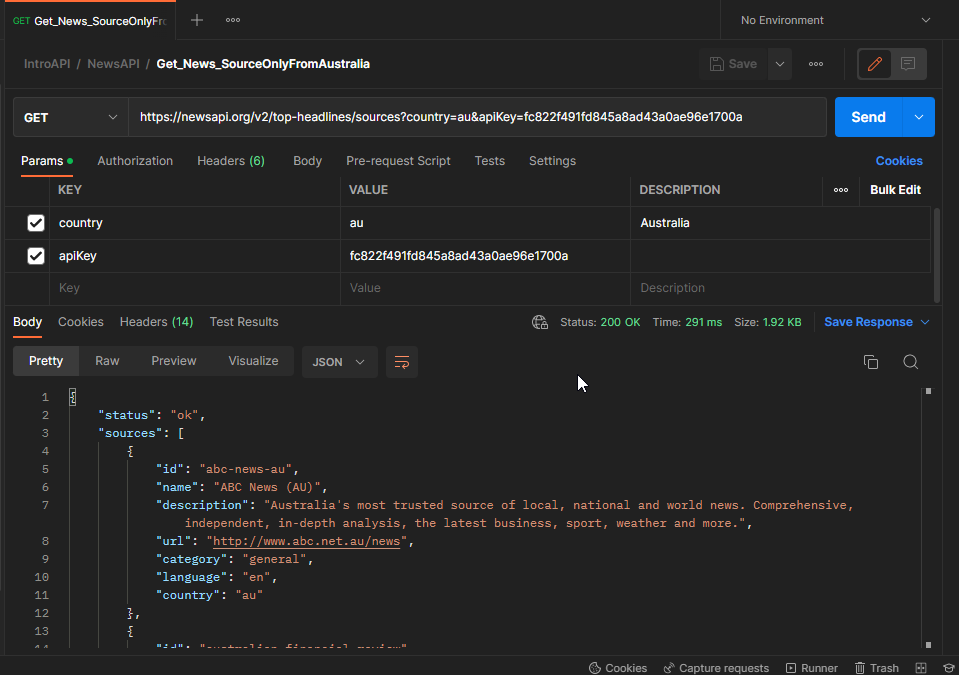 GET Get_News_SourceOnlyFr
No Environment
IntroAPI / NewsAPI / Get_News_SourceOnlyFromAustralia
Save
GET https://newsapi.org/v2/top-headlines/sources?country=au&apiKey=fc822f491fd845a8ad43a0ae96e1700a Send
Params Authorization Headers (6) Body Pre-request Script Tests Settings Cookies
KEY VALUE DESCRIPTION Bulk Edit
country au Australia
apiKey fc822f491fd845a8ad43a0ae96e1700a
Key Value Description
Body Cookies Headers (14) Test Results Status: 200 OK Time: 291 ms Size: 1.92 KB Save Response
Pretty Raw Preview Visualize JSON
1 {
2 "status": "ok",
3 "sources": [
4 {
5 "id": "abc-news-au",
6 "name": "ABC News (AU)",
7 "description": "Australia's most trusted source of local, national and world news. Comprehensive,
independent, in-depth analysis, the latest business, sport, weather and more.",
8 "url": "http://www.abc.net.au/news",
9 "category": "general",
10 "language": "en",
11 "country": "au"
12 },
13 {
14 "id": "australian-financial-review"
Cookies Capture requests Runner Trash